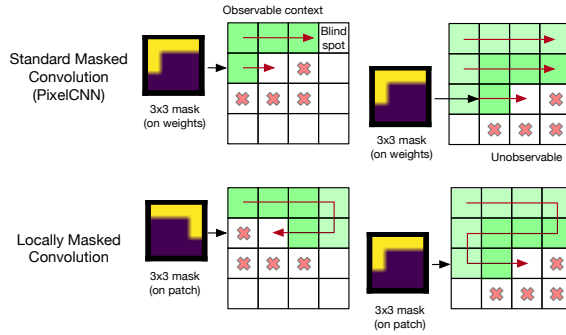 Observable context
Blind
spot
Standard Masked
Convolution
(PixelCNN)
3x3 mask
(on weights)
3x3 mask
(on weights)
Unobservable
Locally Masked
Convolution
3x3 mask
(on patch)
3x3 mask
(on patch)